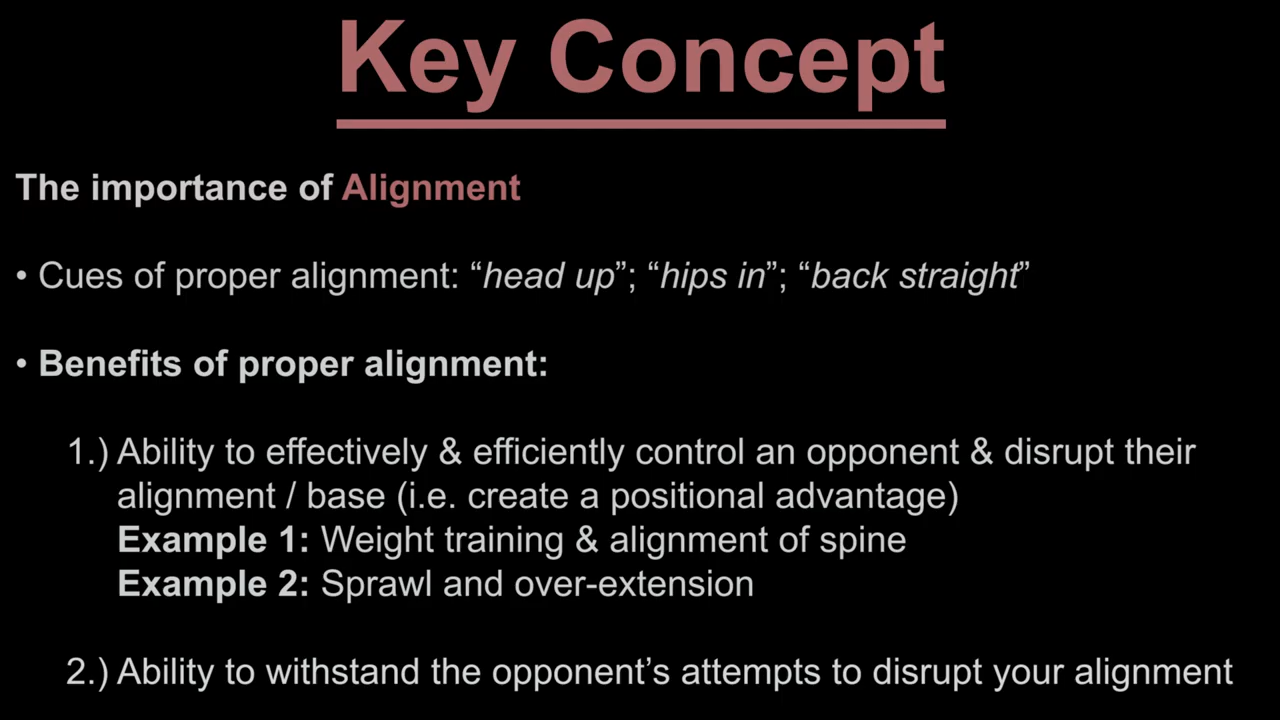 Key Concept
The importance of Alignment
• Cues of proper alignment: “head up”; “hips in”; “back straight”
• Benefits of proper alignment:
1.) Ability to effectively & efficiently control an opponent & disrupt their
alignment / base (i.e. create a positional advantage)
Example 1: Weight training & alignment of spine
Example 2: Sprawl and over-extension
2.) Ability to withstand the opponent’s attempts to disrupt your alignment